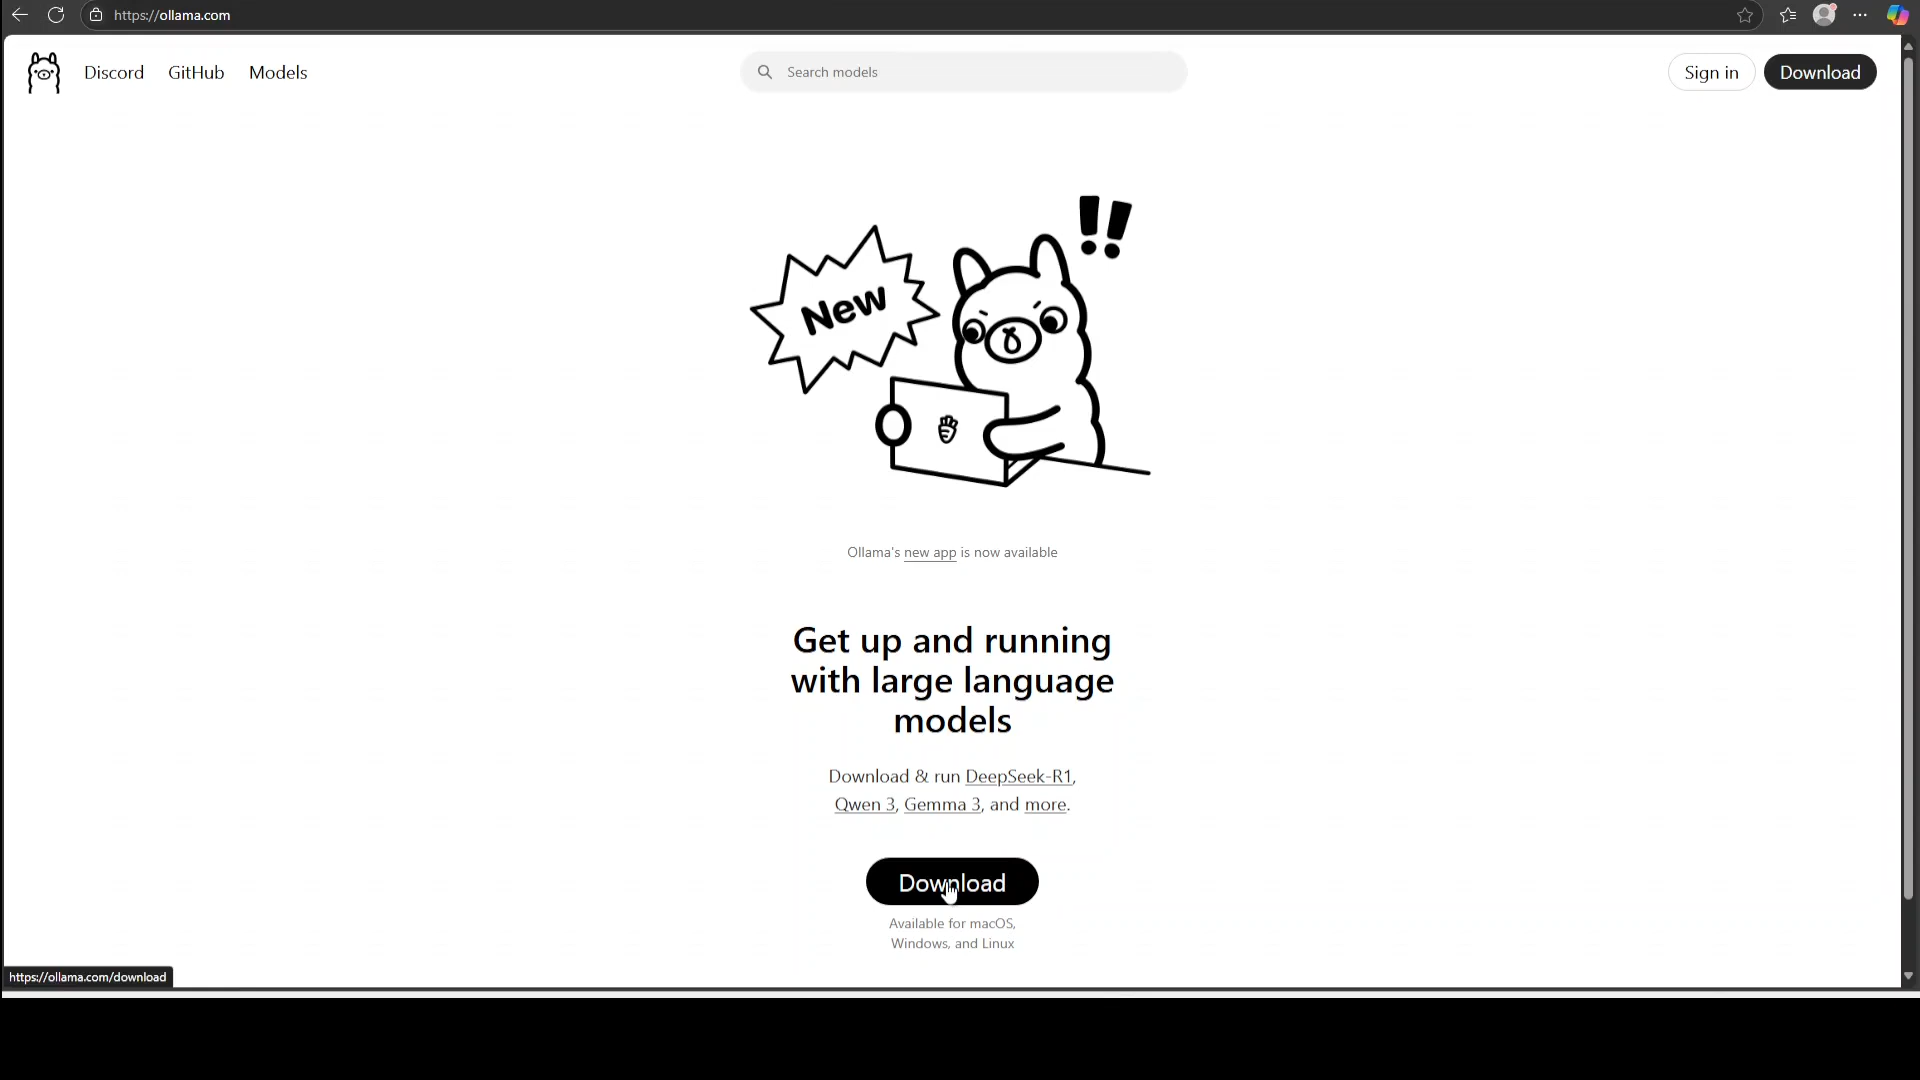 https://ollama.com
Discord GitHub Models
Search models
Sign in
Download
!!
New
Ollama's new app is now available
Get up and running
with large language
models
Download & run DeepSeek-R1,
Qwen 3, Gemma 3, and more.
Download
Available for macOS,
Windows, and Linux
https://ollama.com/download